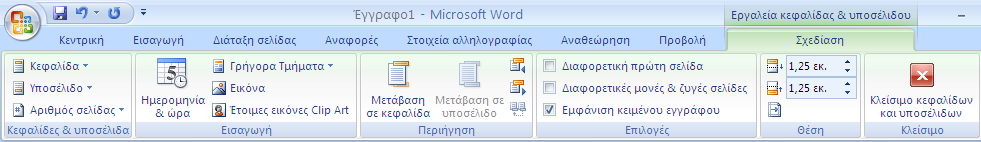 Έγγραφο1 - Microsoft Word
Εργαλεία κεφαλίδας & υποσέλιδου
Κεντρική
Εισαγωγή
Διάταξη σελίδας
Αναφορές
Στοιχεία αλληλογραφίας
Αναθεώρηση
Προβολή
Σχεδίαση
Κεφαλίδα
Υποσέλιδο
Αριθμός σελίδας
Κεφαλίδες & υποσέλιδα
Ημερομηνία
& ώρα
Γρήγορα Τμήματα
Εικόνα
Έτοιμες εικόνες Clip Art
Εισαγωγή
Μετάβαση
σε κεφαλίδα
Μετάβαση σε
υποσέλιδο
Περιήγηση
Διαφορετική πρώτη σελίδα
Διαφορετικές μονές & ζυγές σελίδες
Εμφάνιση κειμένου εγγράφου
Επιλογές
1,25 εκ.
1,25 εκ.
Θέση
Κλείσιμο κεφαλίδων
και υποσέλιδων
Κλείσιμο